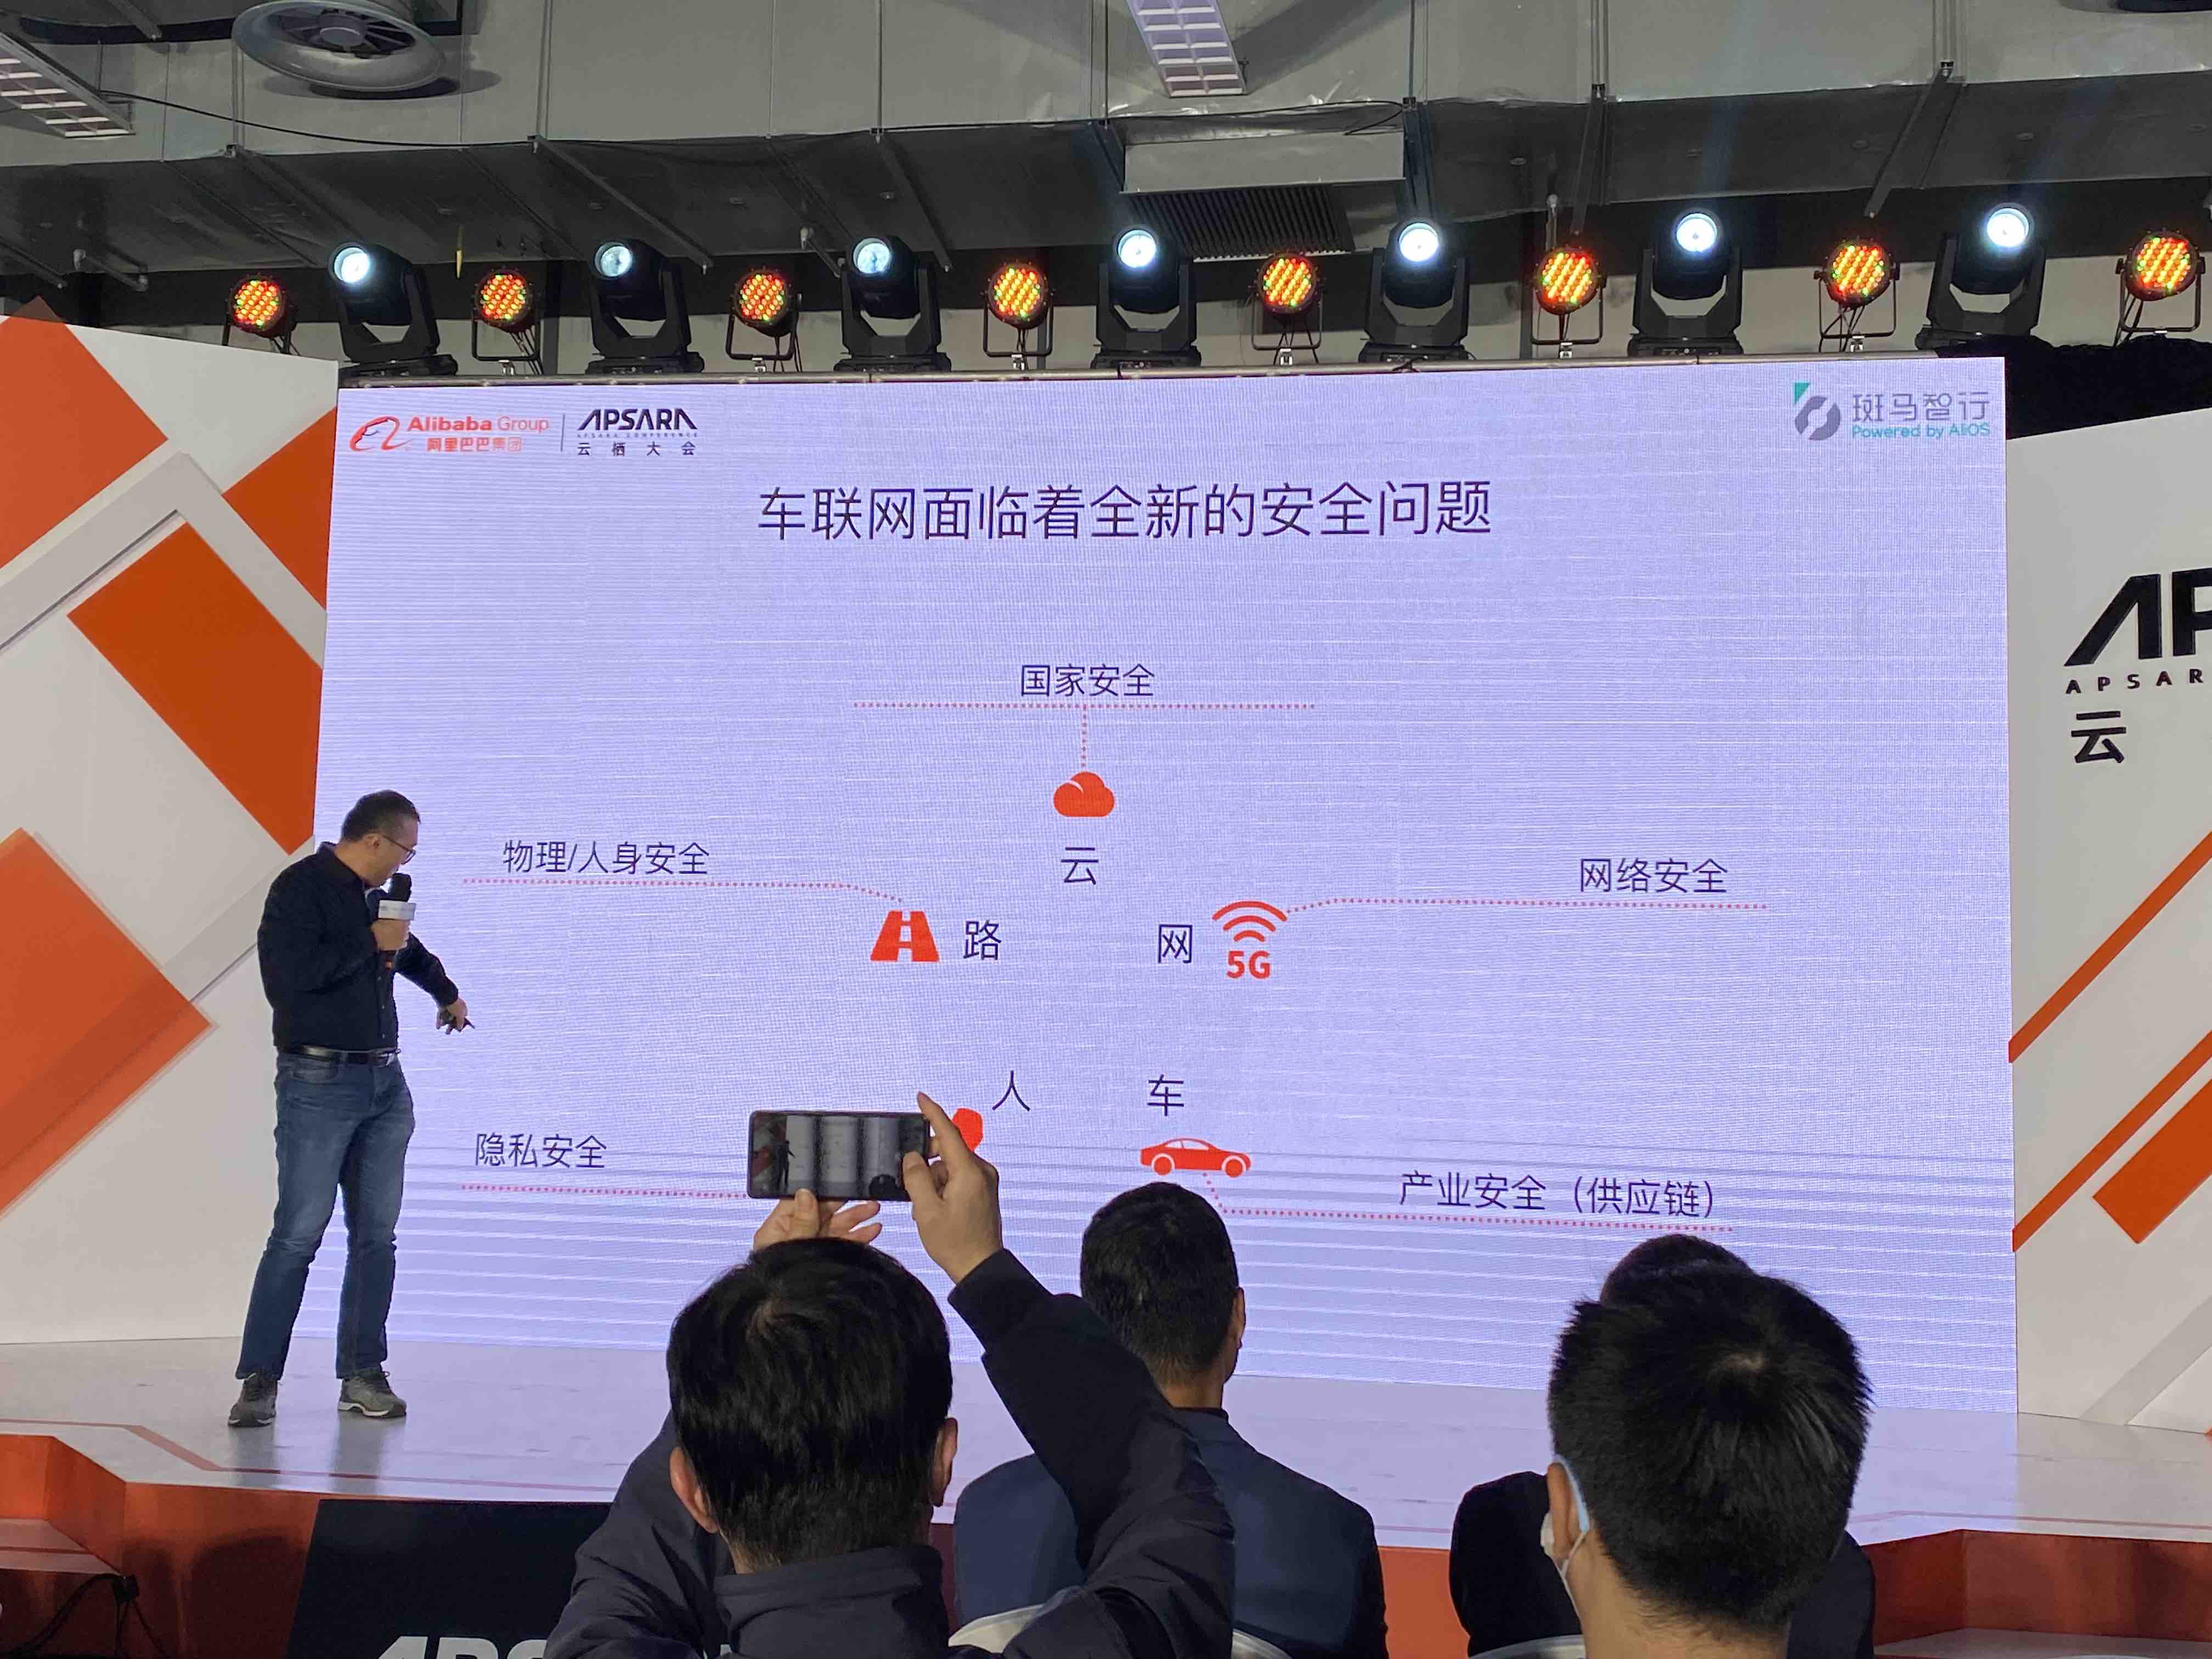 Alibaba Group
阿里巴巴集团
APSARA
APSARA CONFERENCE
云栖大会
斑马智行
Powered by AliOS
车联网面临着全新的安全问题
国家安全
云
物理/人身安全
网络安全
路
网
5G
人
车
隐私安全
产业安全（供应链）
AP
APSAR
云